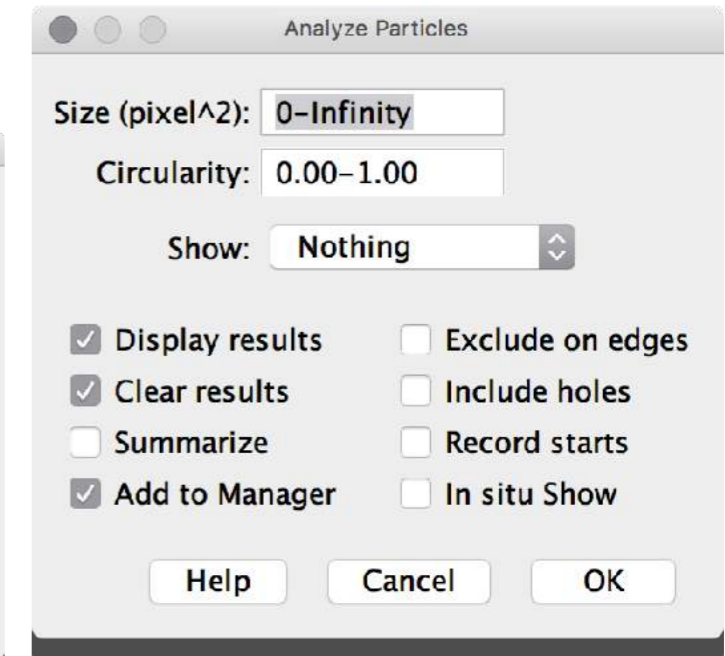 Analyze Particles
Size (pixel^2): 0-Infinity
Circularity: 0.00-1.00
Show: Nothing
Display results Exclude on edges
Clear results Include holes
Summarize Record starts
Add to Manager In situ Show
Help Cancel OK